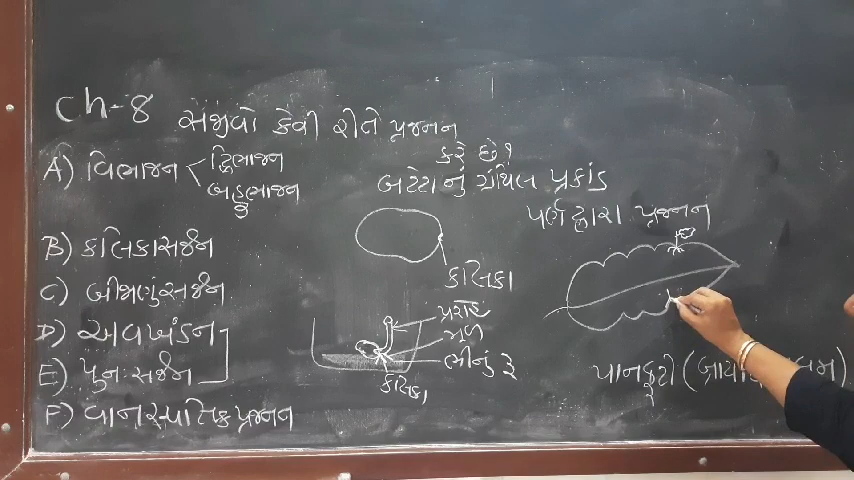 Ch-8 સજીવો કેવી રીતે પ્રજનન
કરે છે?
A) વિભાજન < દ્વિભાજન
બહુભાજન
B) કલિકાસર્જન
C) બીજાણુસર્જન
D) અવખંડન
E) પુનઃસર્જન
F) વાનસ્પતિક પ્રજનન
બટેટાનું ગ્રંથિલ પ્રકાંડ
કલિકા
પ્રરોહ
મૂળ
ભીનું રૂ
કલિકા
પર્ણ દ્વારા પ્રજનન
પાનફૂટી (બ્રાયો